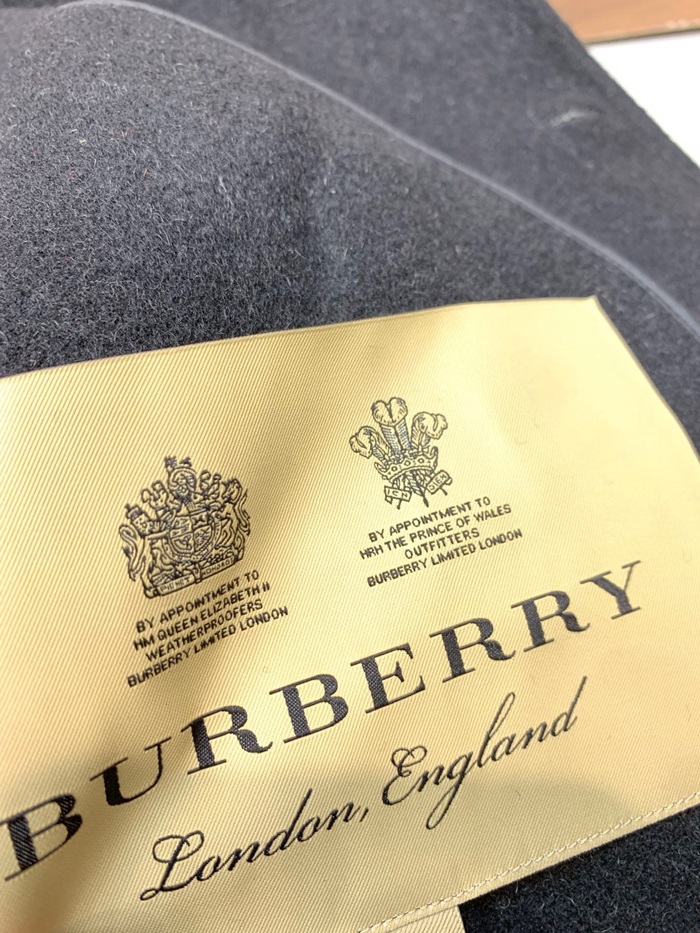 BY APPOINTMENT TO
HM QUEEN ELIZABETH II
WEATHERPROOFERS
BURBERRY LIMITED LONDON
BY APPOINTMENT TO
HRH THE PRINCE OF WALES
OUTFITTERS
BURBERRY LIMITED LONDON
BURBERRY
London, England